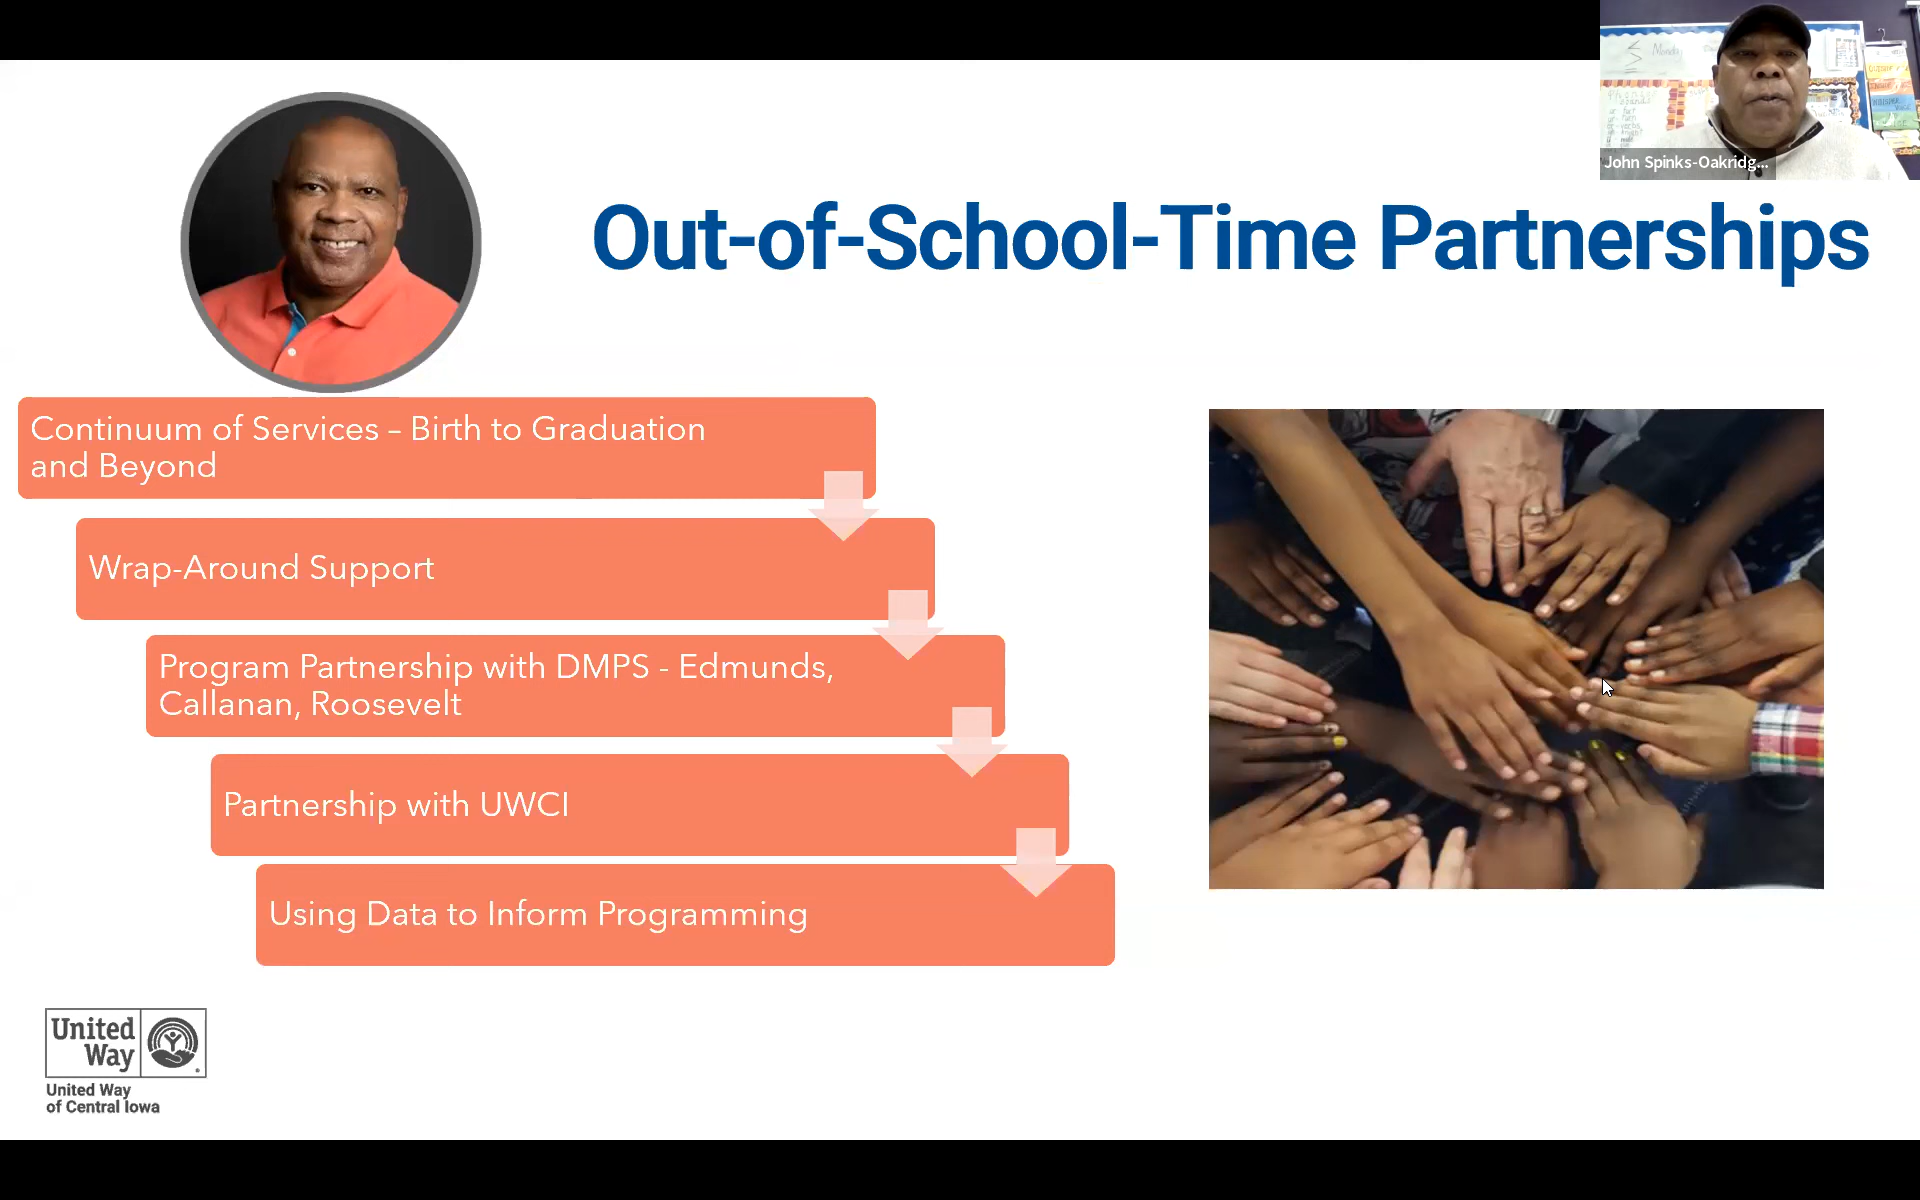 Monday
John Spinks-Oakridg...
Out-of-School-Time Partnerships
Continuum of Services – Birth to Graduation
and Beyond
Wrap-Around Support
Program Partnership with DMPS - Edmunds,
Callanan, Roosevelt
Partnership with UWCI
Using Data to Inform Programming
United
Way
United Way
of Central Iowa